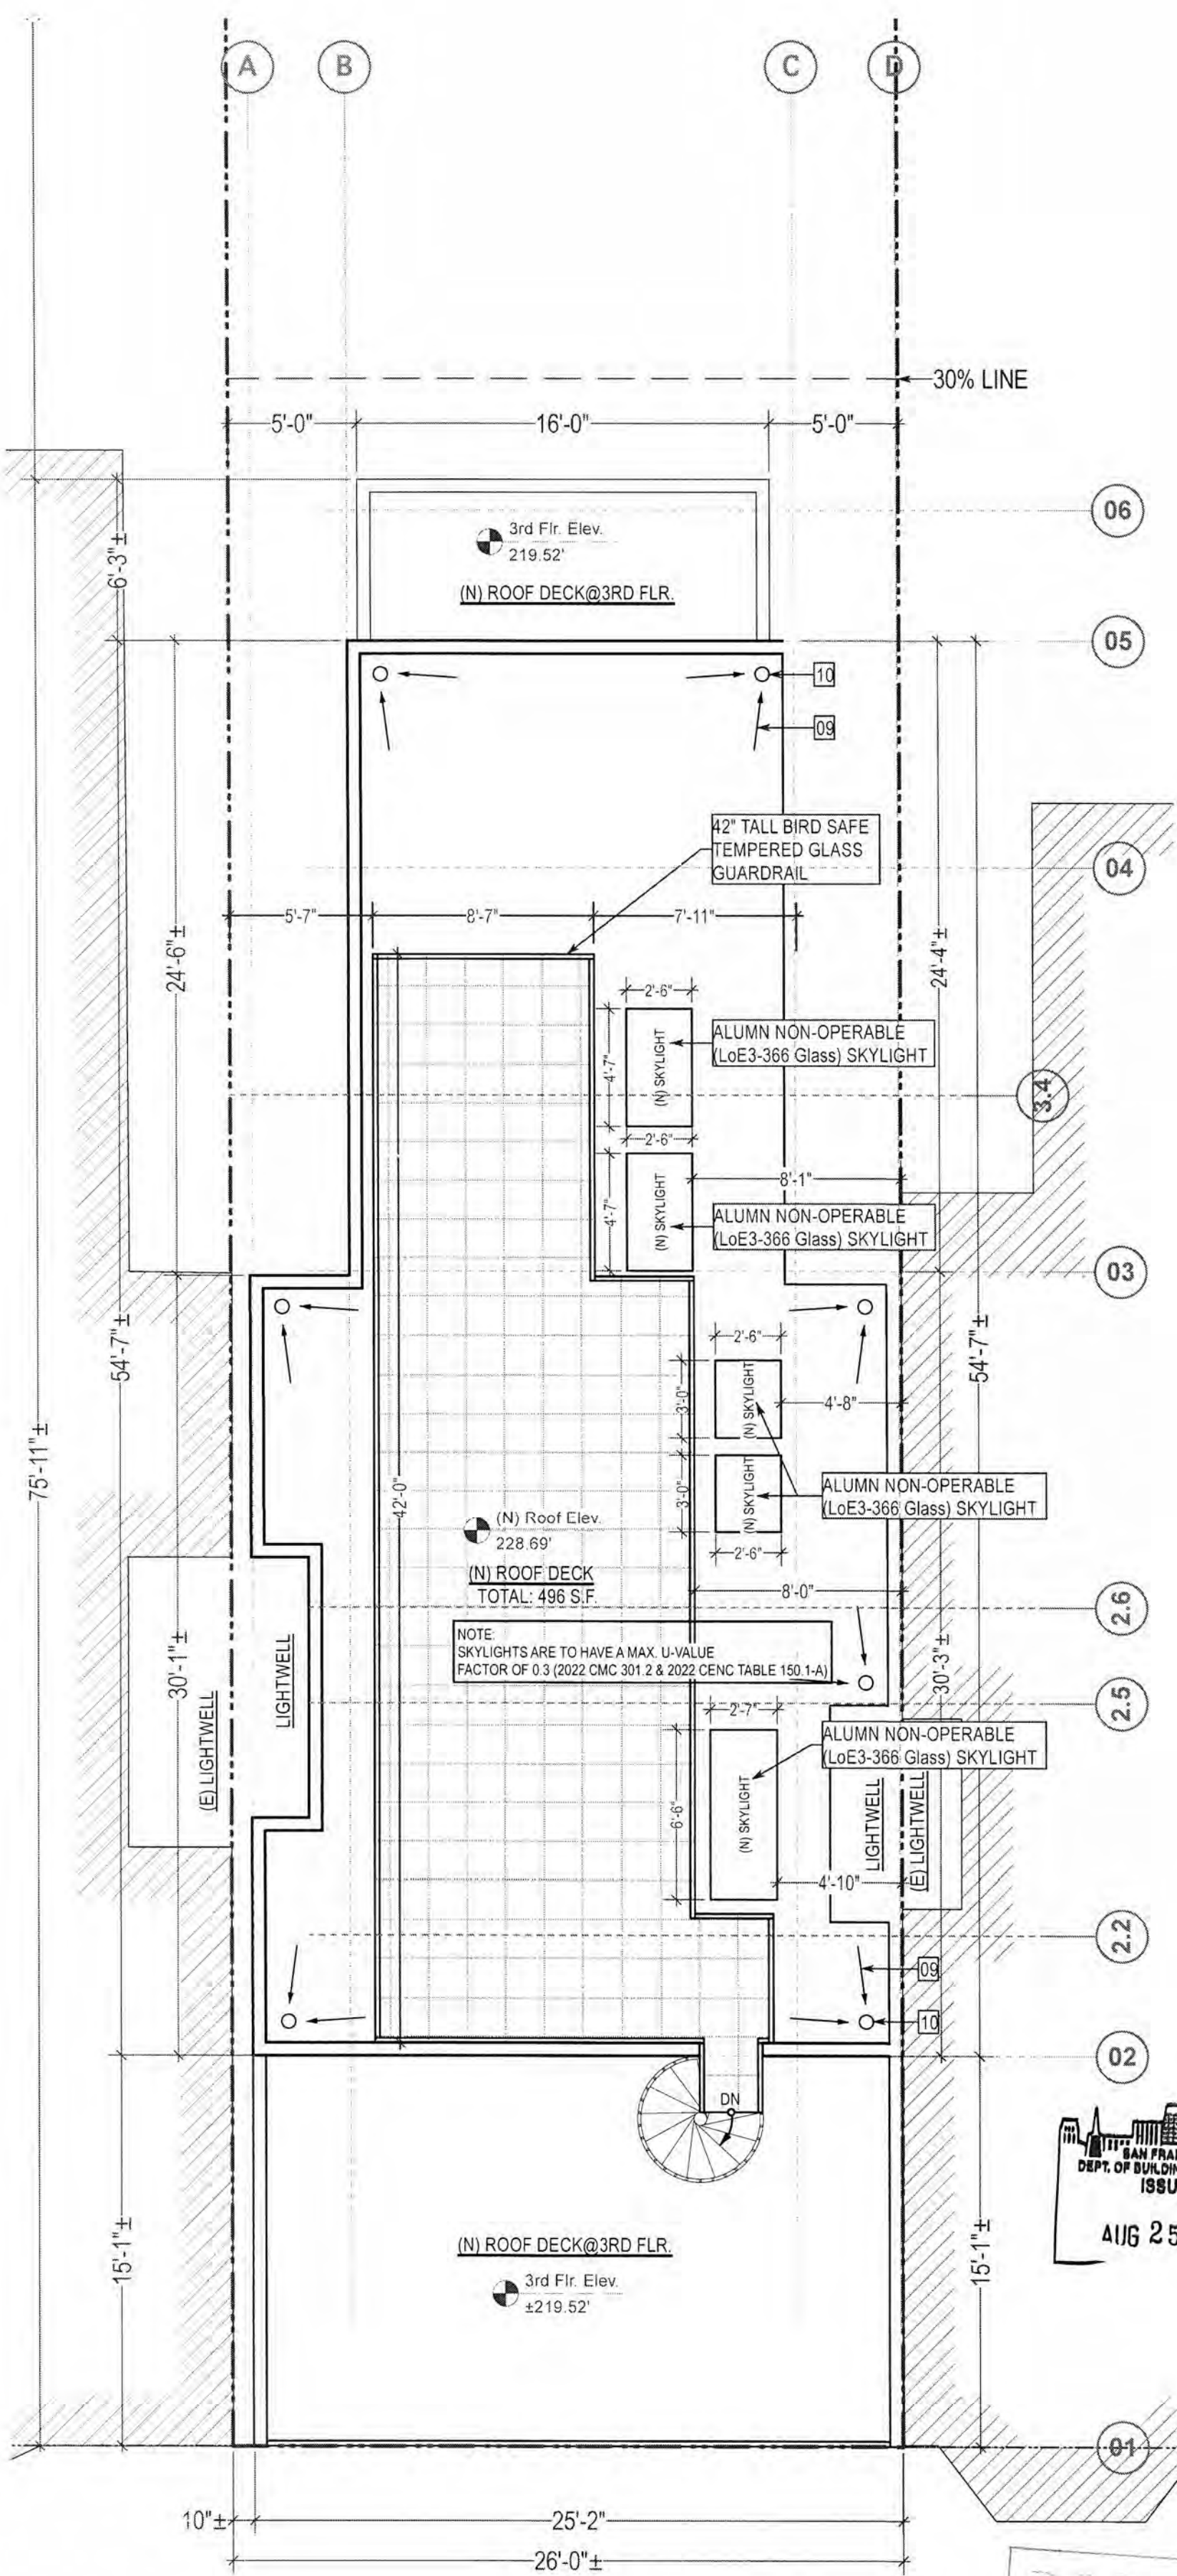 A
B
C
D
30% LINE
5'-0"
16'-0"
5'-0"
06
3rd Flr. Elev.
219.52'
(N) ROOF DECK@3RD FLR.
6'-3"±
05
10
09
42" TALL BIRD SAFE
TEMPERED GLASS
GUARDRAIL
04
5'-7"
8'-7"
7'-11"
24'-6"±
24'-4"±
2'-6"
4'-7"
(N) SKYLIGHT
ALUMN NON-OPERABLE
(LoE3-366 Glass) SKYLIGHT
3.4
2'-6"
4'-7"
(N) SKYLIGHT
8'-1"
ALUMN NON-OPERABLE
(LoE3-366 Glass) SKYLIGHT
03
54'-7"±
54'-7"±
75'-11"±
2'-6"
3'-0"
(N) SKYLIGHT
4'-8"
42'-0"
3'-0"
(N) SKYLIGHT
ALUMN NON-OPERABLE
(LoE3-366 Glass) SKYLIGHT
2'-6"
(N) Roof Elev.
228.69'
(N) ROOF DECK
TOTAL: 496 S.F.
8'-0"
2.6
NOTE:
SKYLIGHTS ARE TO HAVE A MAX. U-VALUE
FACTOR OF 0.3 (2022 CMC 301.2 & 2022 CENC TABLE 150.1-A)
30'-1"±
30'-3"±
LIGHTWELL
(E) LIGHTWELL
2.5
2'-7"
6'-6"
(N) SKYLIGHT
ALUMN NON-OPERABLE
(LoE3-366 Glass) SKYLIGHT
LIGHTWELL
(E) LIGHTWELL
4'-10"
2.2
09
10
02
DN
SAN FRA
DEPT. OF BUILDIN
ISSU
AUG 25
15'-1"±
15'-1"±
(N) ROOF DECK@3RD FLR.
3rd Flr. Elev.
±219.52'
01
10"±
25'-2"
26'-0"±